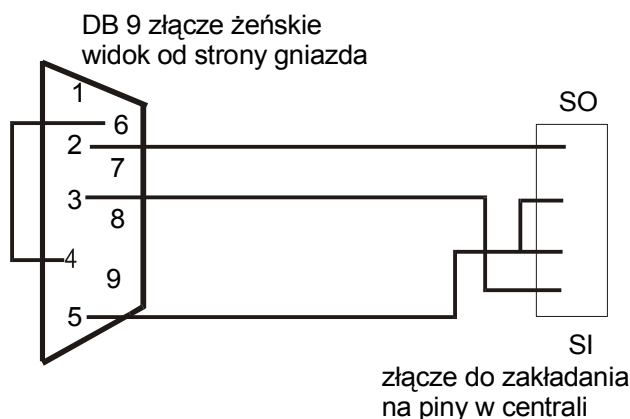 DB 9 złącze żeńskie
widok od strony gniazda
1
6
2
7
3
8
4
9
5
SO
SI
złącze do zakładania
na piny w centrali